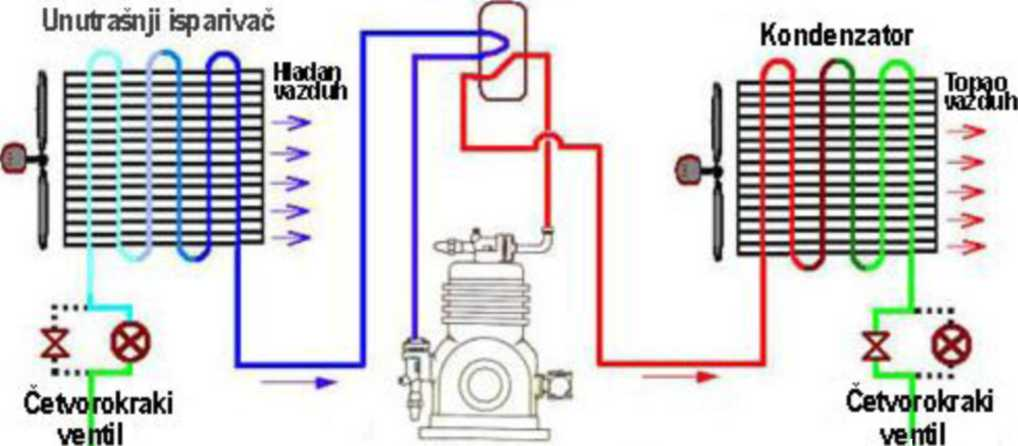 Unutrašnji isparivač
Kondenzator
Hladan
vazduh
Topao
vazduh
Četvorokraki
ventil
Četvorokraki
ventil